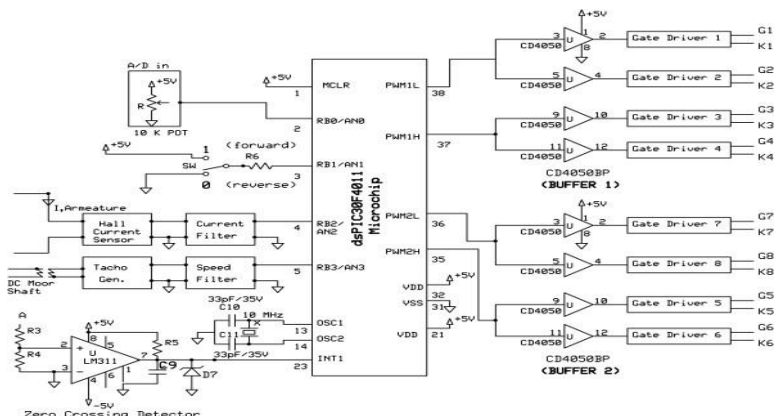 A/D in
+5V
R
10 K POT
+5V
1
MCLR
2
RB0/AN0
+5V
1
(forward)
SW
R6
0
(reverse)
3
RB1/AN1
I,Armeature
Hall
Current
Sensor
Current
Filter
4
RB2/
AN2
Tacho
Gen.
Speed
Filter
5
RB3/AN3
DC Moor
Shaft
33pF/35V
C10
10 MHz
X
C11
33pF/35V
13
OSC1
14
OSC2
23
INT1
A
R3
R4
+5V
2
3
8
5
U
LM311
7
4
6
1
-5V
R5
C9
D7
Zero Crossing Detector
dsPIC30F4011
Microchip
PWM1L
38
PWM1H
37
PWM2L
36
PWM2H
35
VDD
+5V
VSS
32
31
+5V
VDD
21
+5V
3
U
1
2
8
CD4050
Gate Driver 1
G1
K1
5
U
4
CD4050
Gate Driver 2
G2
K2
9
U
10
CD4050
Gate Driver 3
G3
K3
11
U
12
CD4050
Gate Driver 4
G4
K4
CD4050BP
(BUFFER 1)
+5V
3
U
1
2
8
CD4050
Gate Driver 7
G7
K7
5
U
4
CD4050
Gate Driver 8
G8
K8
9
U
10
CD4050
Gate Driver 5
G5
K5
11
U
12
CD4050
Gate Driver 6
G6
K6
CD4050BP
(BUFFER 2)